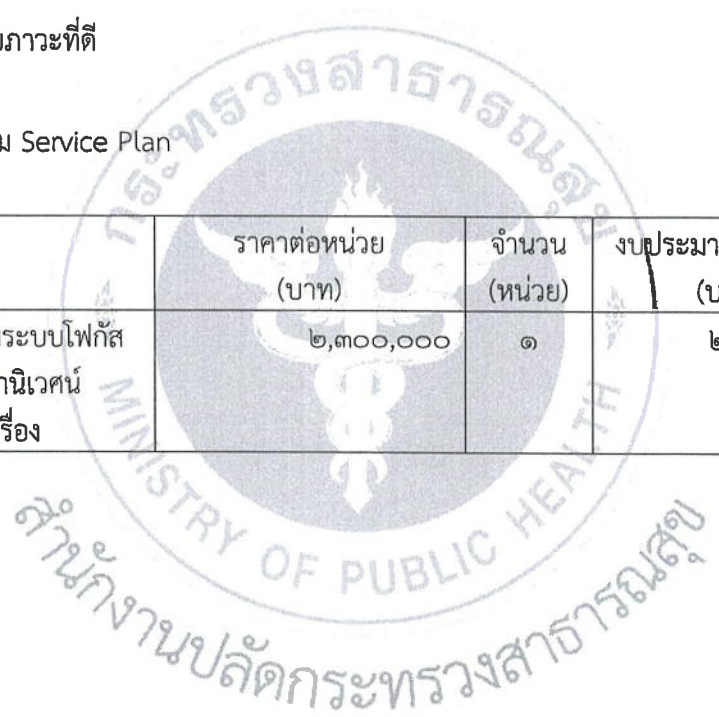 ภาวะที่ดี
ม Service Plan
กระทรวงสาธารณสุข
ราคาต่อหน่วย จำนวน งบประมา
(บาท) (หน่วย) (บ
ระบบโฟกัส ๒,๓๐๐,๐๐๐ ๑ ๒
านิเวศน์
รื่อง
MINISTRY OF PUBLIC HEALTH
สำนักงานปลัดกระทรวงสาธารณสุข